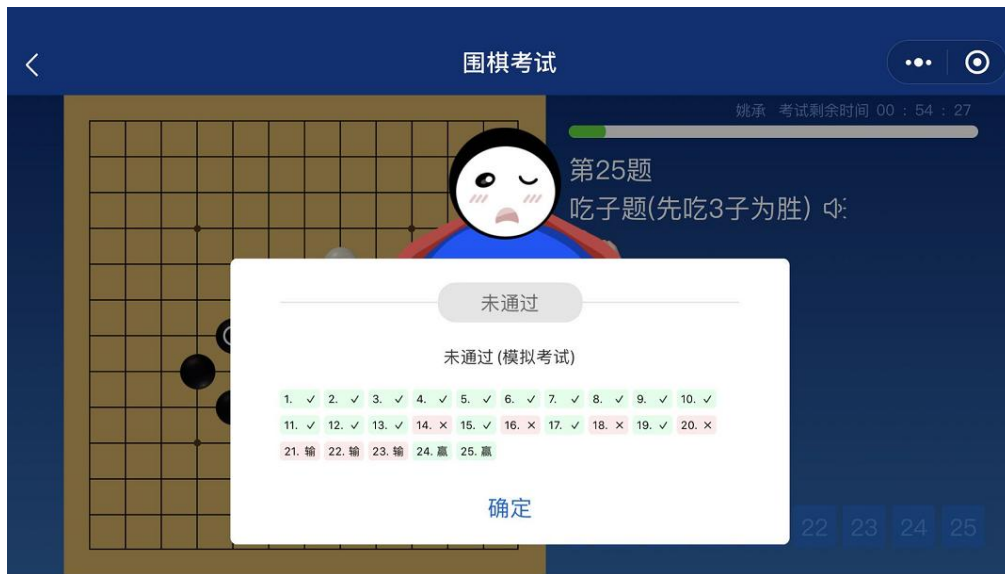 围棋考试
姚承 考试剩余时间 00 : 54 : 27
第25题
吃子题(先吃3子为胜)
未通过
未通过(模拟考试)
1. ✓ 2. ✓ 3. ✓ 4. ✓ 5. ✓ 6. ✓ 7. ✓ 8. ✓ 9. ✓ 10. ✓
11. ✓ 12. ✓ 13. ✓ 14. × 15. ✓ 16. × 17. ✓ 18. × 19. ✓ 20. ×
21. 输 22. 输 23. 输 24. 赢 25. 赢
确定
22 23 24 25